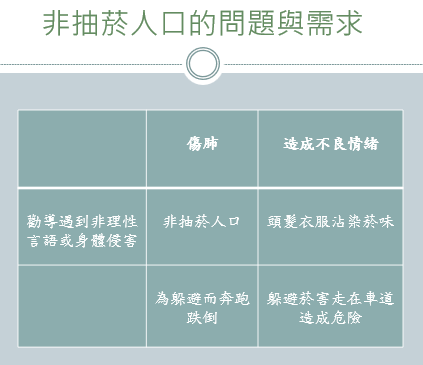 非抽菸人口的問題與需求
傷肺
造成不良情緒
勸導遇到非理性
言語或身體侵害
非抽菸人口
頭髮衣服沾染菸味
為躲避而奔跑
跌倒
躲避菸害走在車道
造成危險